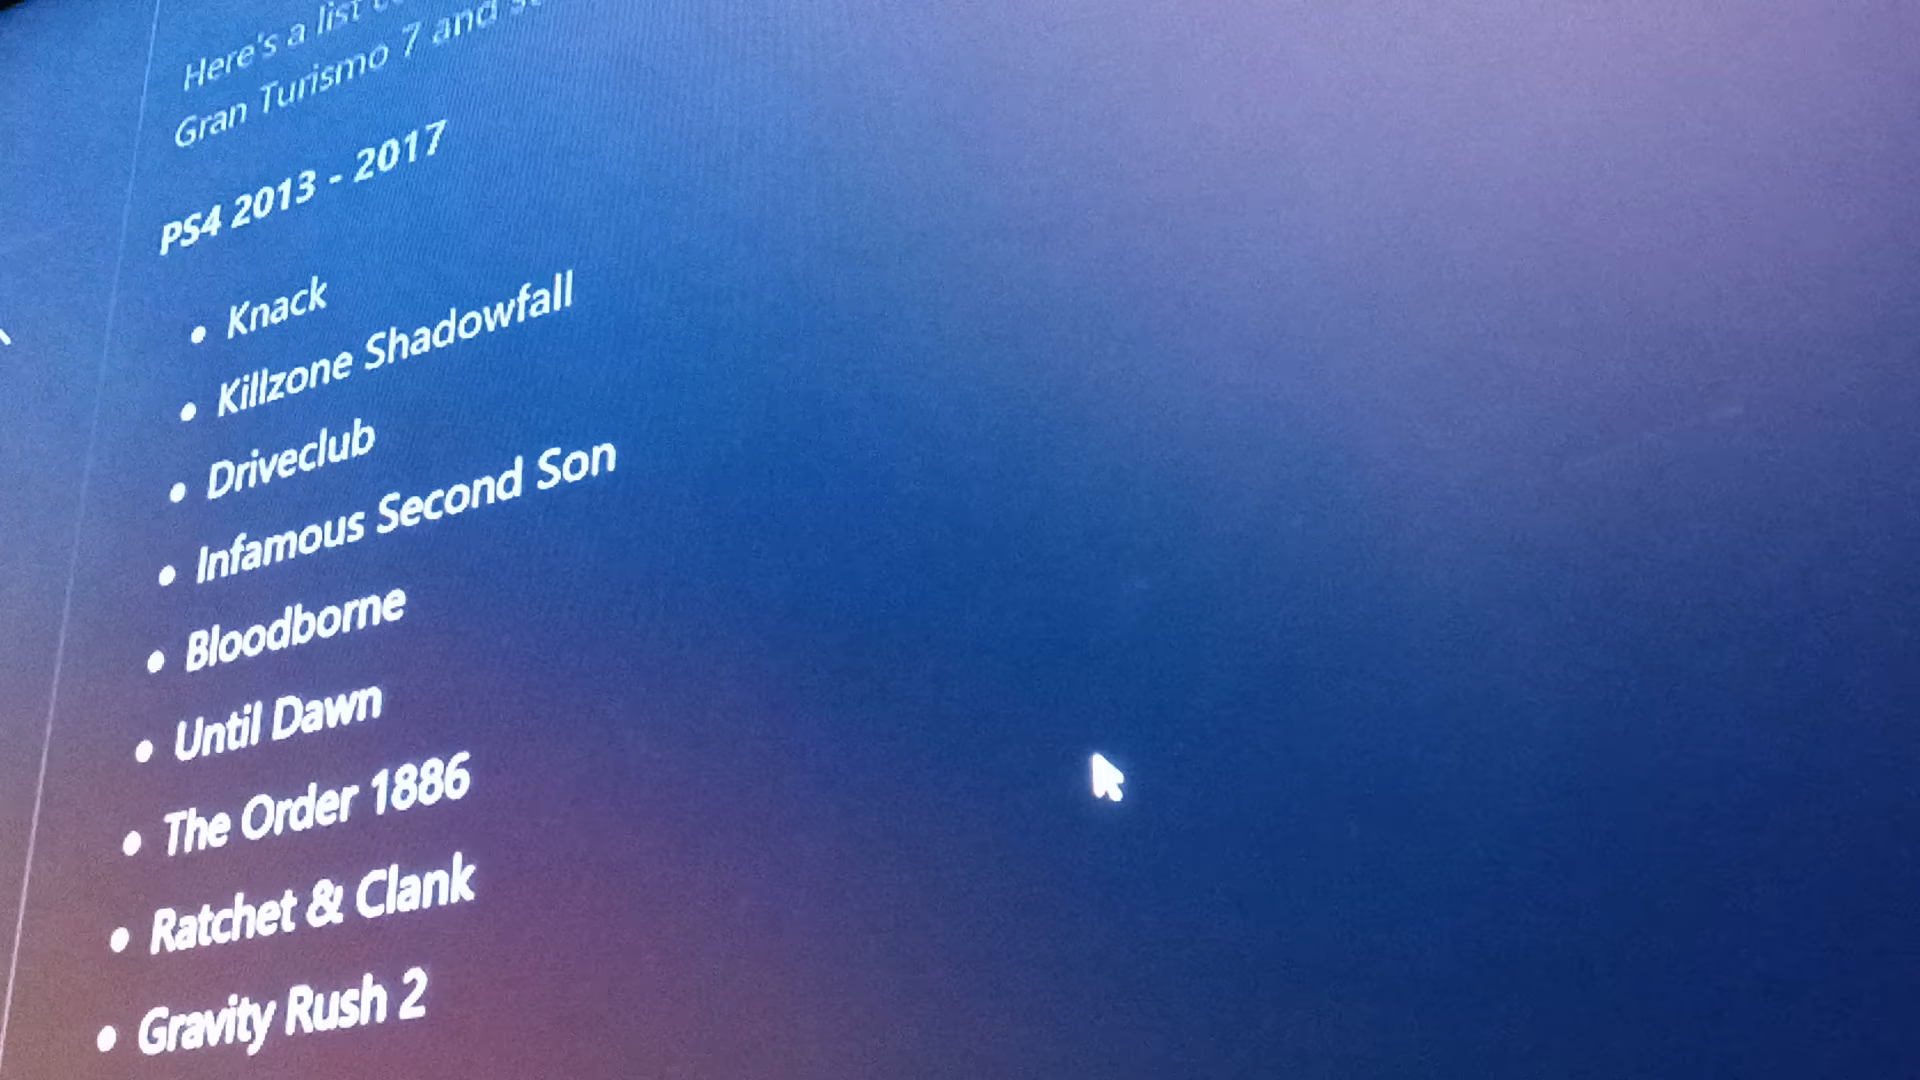 Here's a list
Gran Turismo 7 and
PS4 2013 - 2017
• Knack
• Killzone Shadowfall
• Driveclub
• Infamous Second Son
• Bloodborne
• Until Dawn
• The Order 1886
• Ratchet & Clank
• Gravity Rush 2